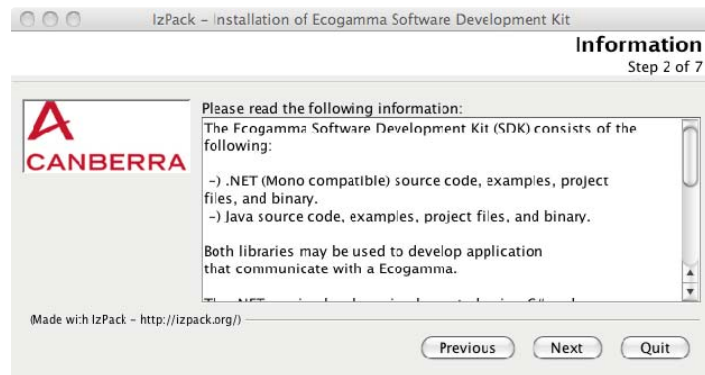 IzPack – Installation of Ecogamma Software Development Kit
Information
Step 2 of 7
CANBERRA
Please read the following information:
The Ecogamma Software Development Kit (SDK) consists of the
following:
-) .NET (Mono compatible) source code, examples, project
files, and binary.
-) Java source code, examples, project files, and binary.
Both libraries may be used to develop application
that communicate with a Ecogamma.
(Made with IzPack – http://izpack.org/)
Previous
Next
Quit